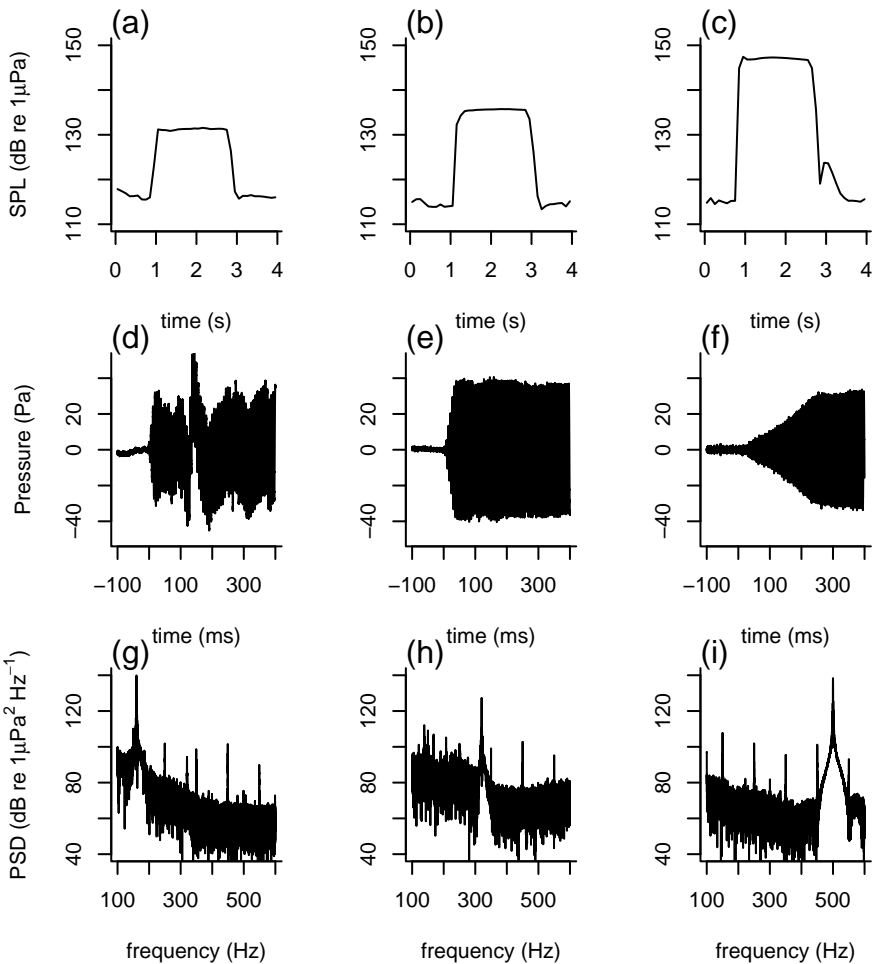 (a) (b) (c)
SPL (dB re 1μPa)
110 130 150
0 1 2 3 4
time (s)
110 130 150
0 1 2 3 4
time (s)
110 130 150
0 1 2 3 4
time (s)
(d) (e) (f)
Pressure (Pa)
−40 0 20
−100 100 300
time (ms)
−40 0 20
−100 100 300
time (ms)
−40 0 20
−100 100 300
time (ms)
(g) (h) (i)
PSD (dB re 1μPa² Hz⁻¹)
40 80 120
100 300 500
frequency (Hz)
40 80 120
100 300 500
frequency (Hz)
40 80 120
100 300 500
frequency (Hz)